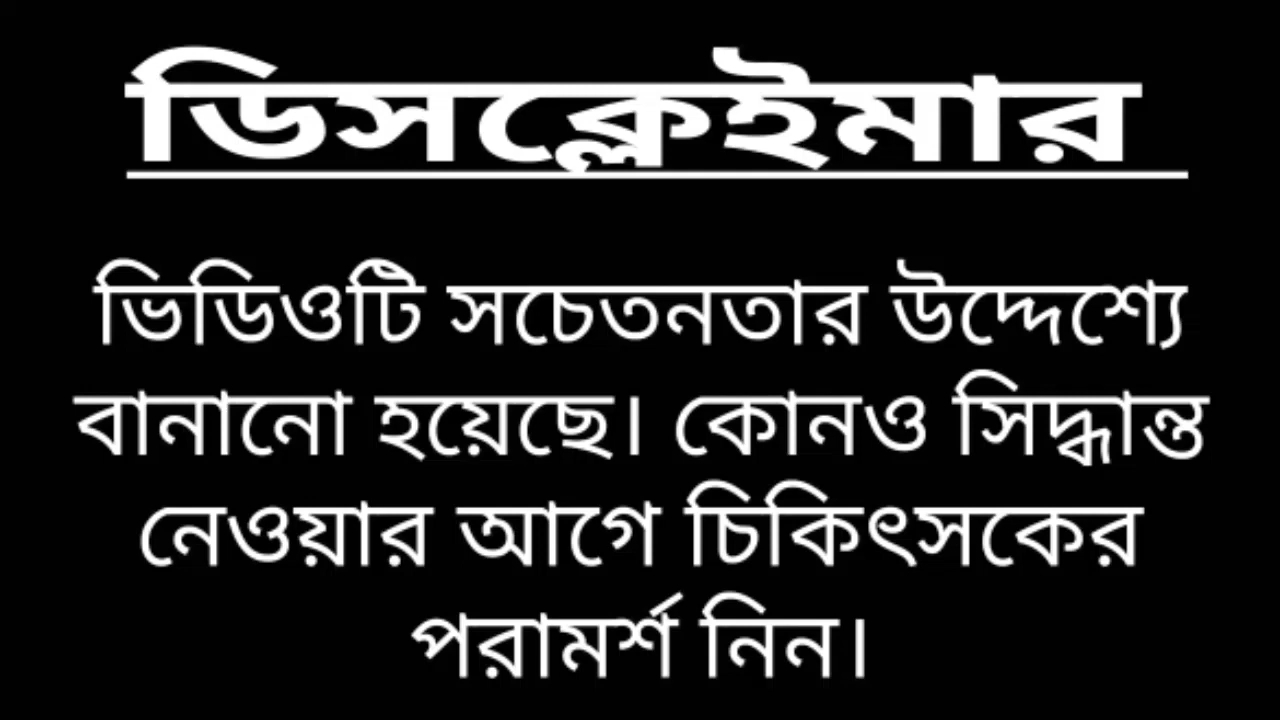 ডিসক্লেইমার
ভিডিওটি সচেতনতার উদ্দেশ্যে
বানানো হয়েছে। কোনও সিদ্ধান্ত
নেওয়ার আগে চিকিৎসকের
পরামর্শ নিন।